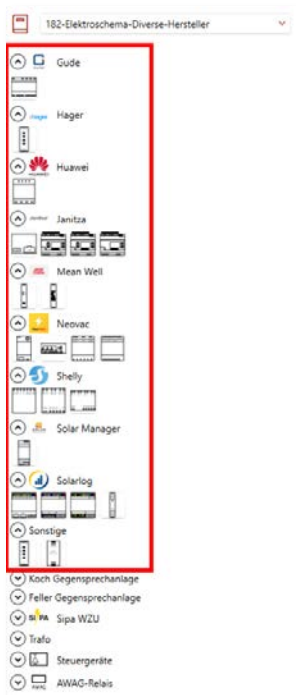 182-Elektroschema-Diverse-Hersteller
Gude
Hager
HUAWEI Huawei
Janitza
Mean Well
Neovac
Shelly
Solar Manager
Solarlog
Sonstige
Koch Gegensprechanlage
Feller Gegensprechanlage
Sipa WZU
Trafo
Steuergeräte
AWAG-Relais